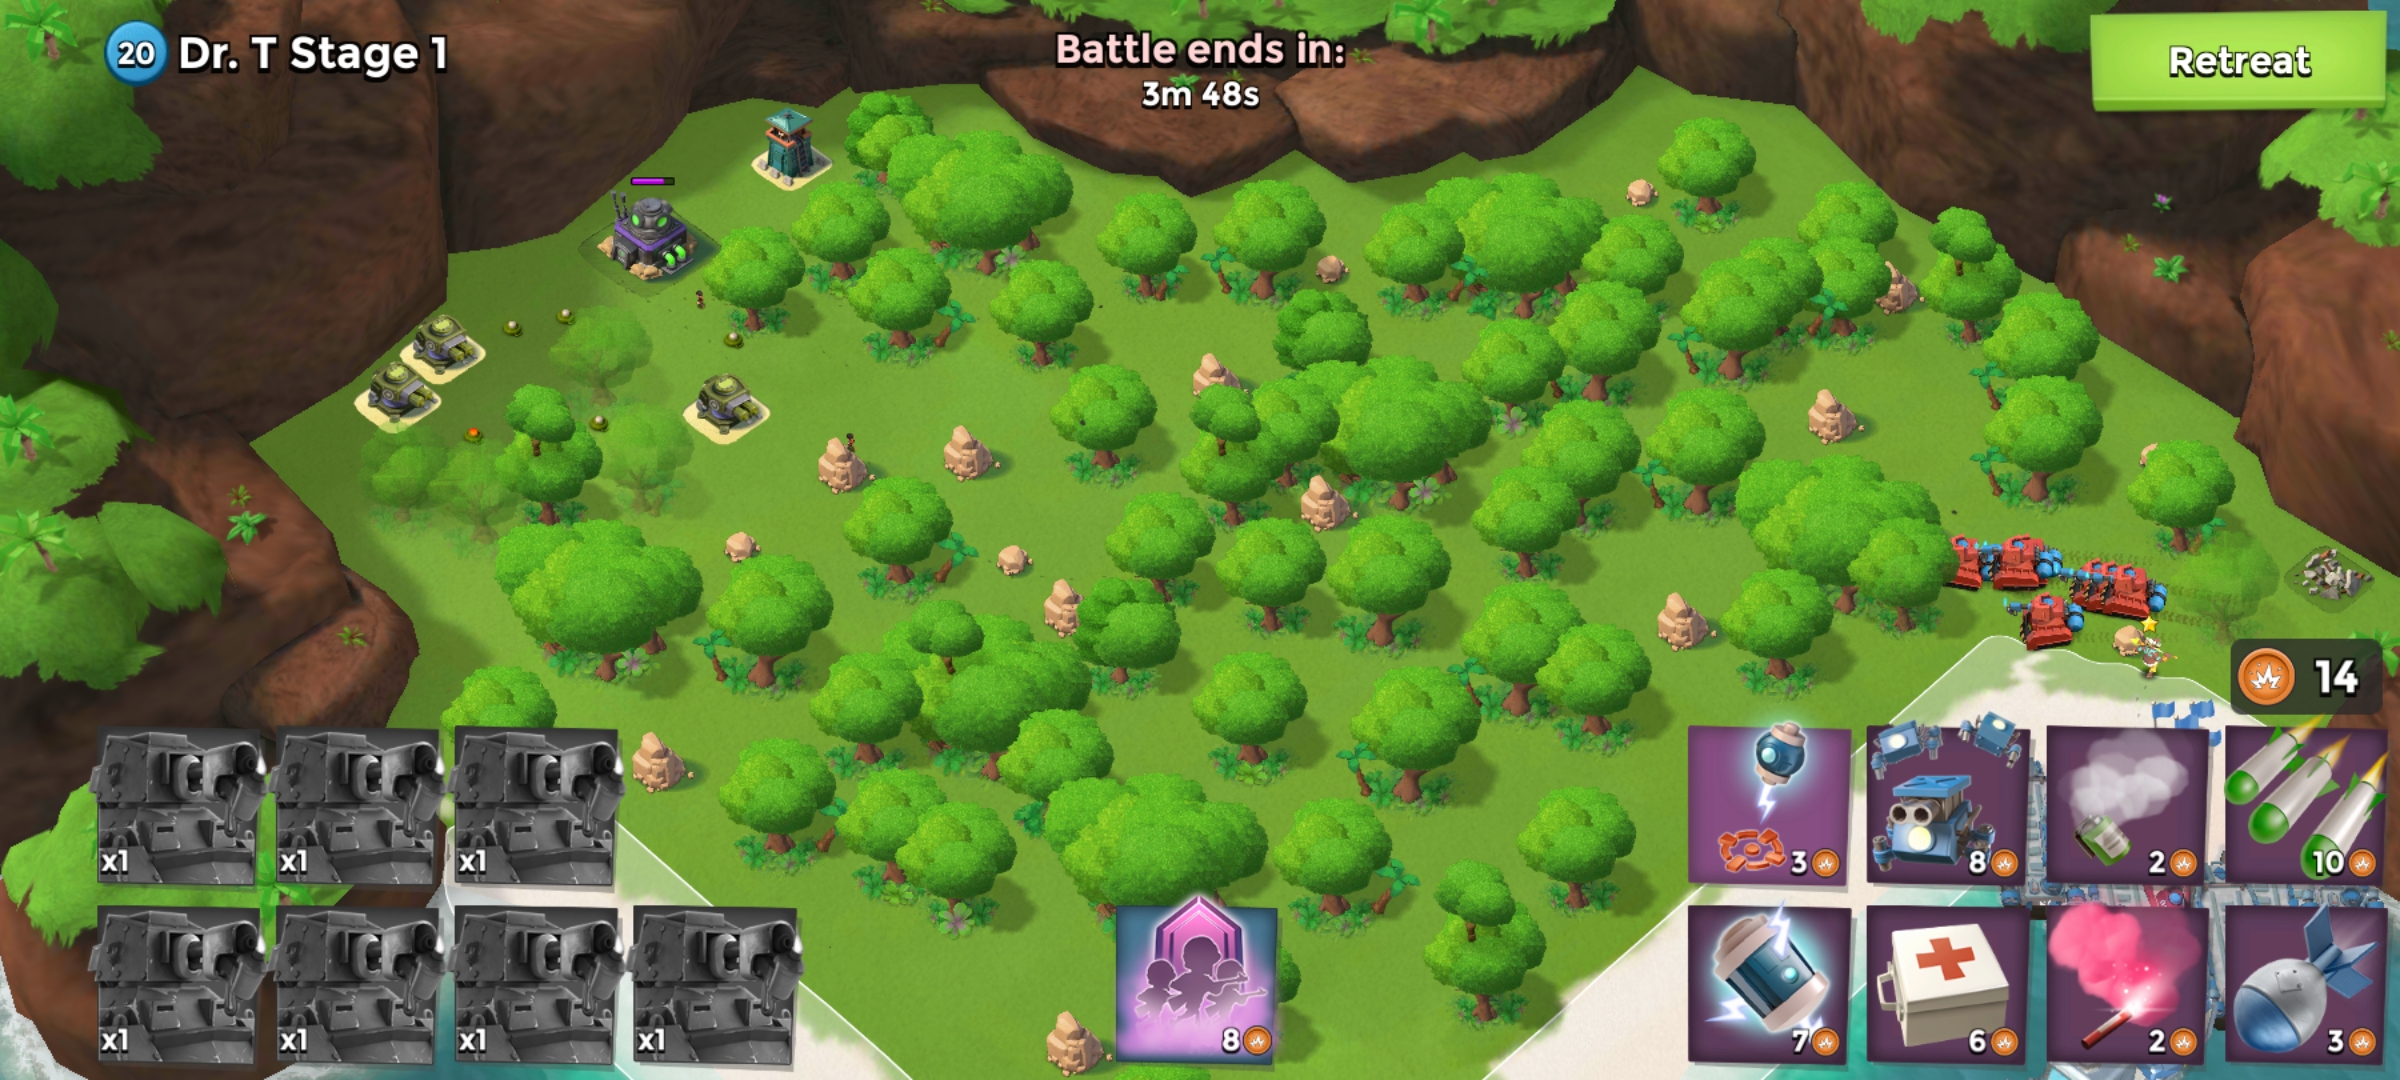 20 Dr. T Stage 1
Battle ends in:
3m 48s
Retreat
14
x1 x1 x1
3 8 2 10
x1 x1 x1 x1
8
7 6 2 3